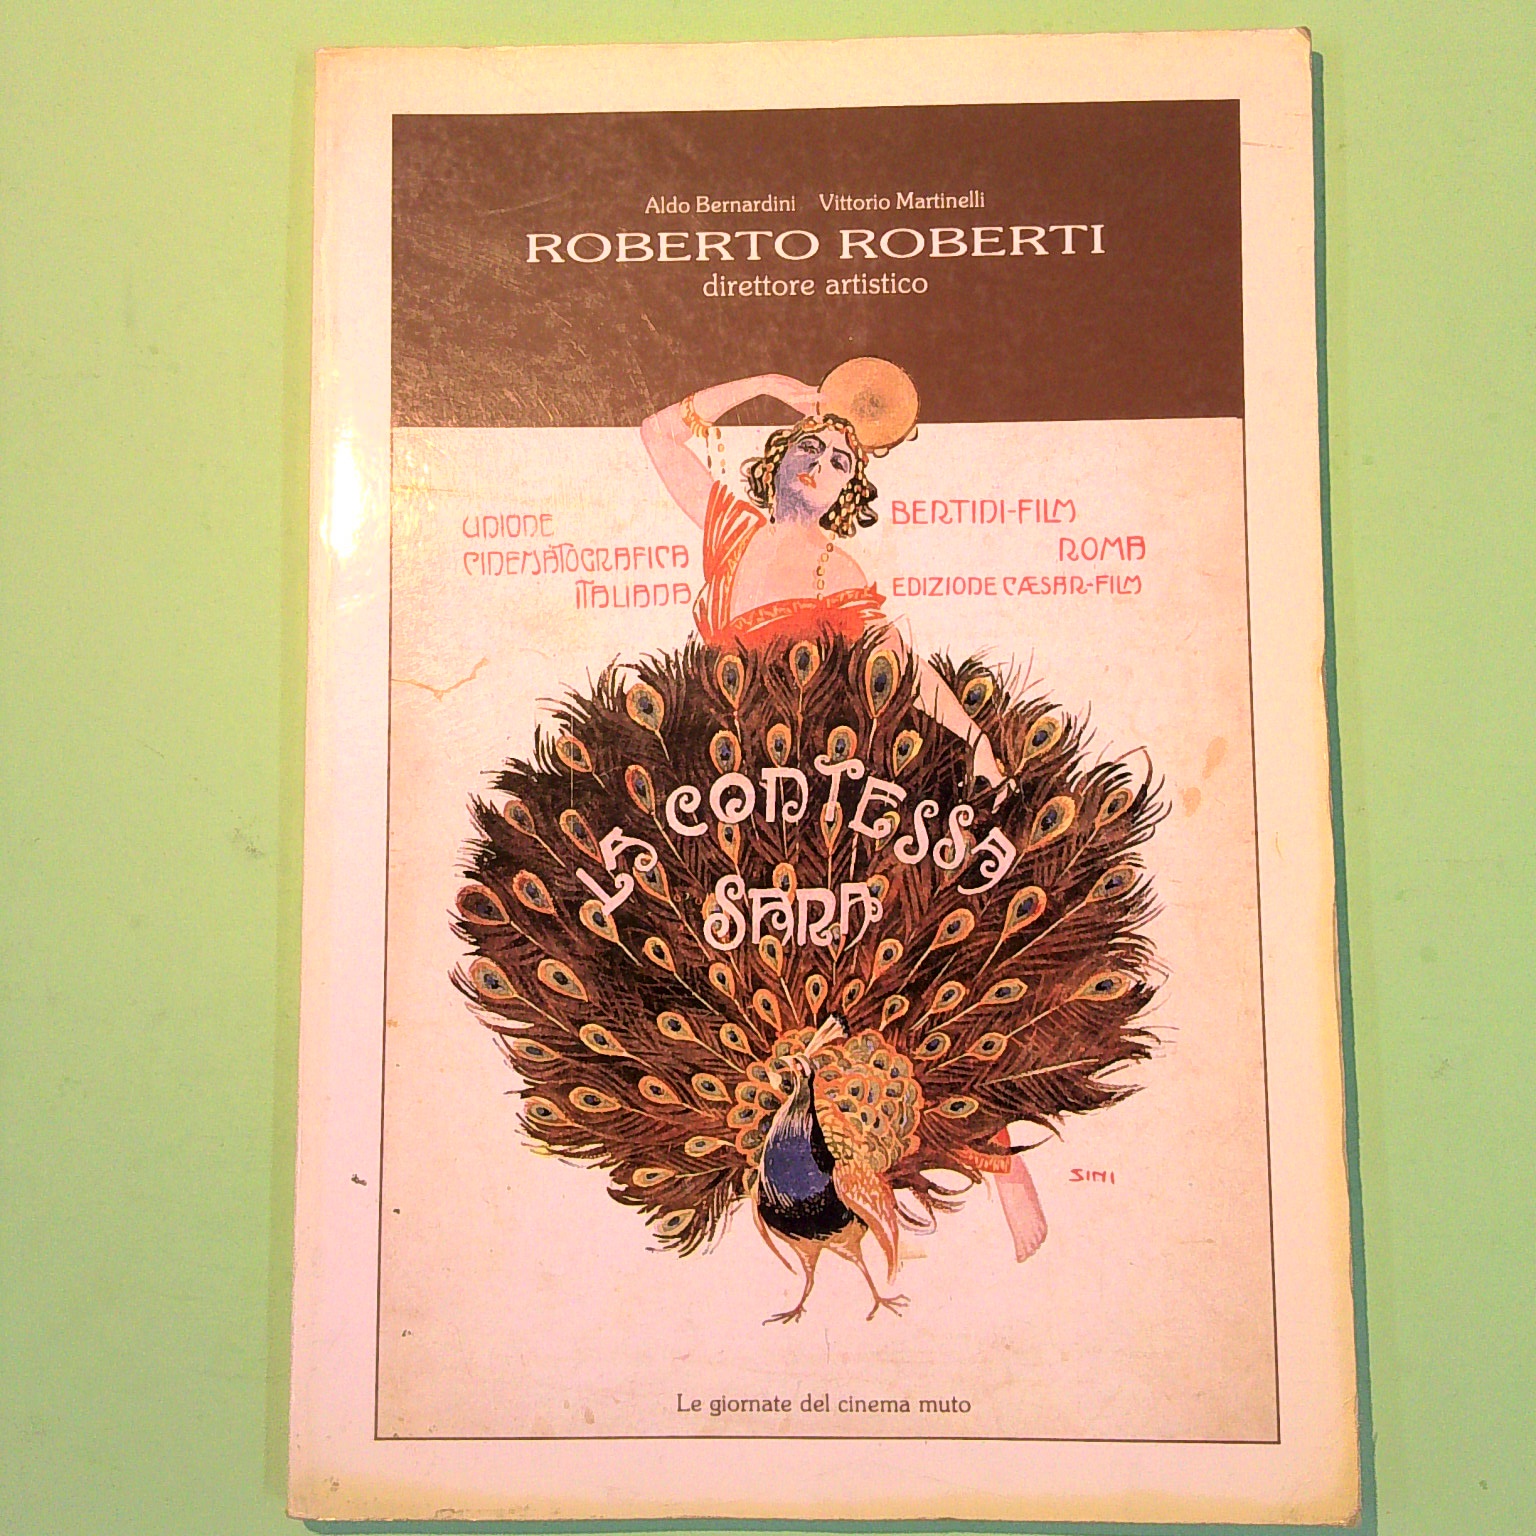 Aldo Bernardini Vittorio Martinelli
ROBERTO ROBERTI
direttore artistico
UNIONE
CINEMATOGRAFICA
ITALIANA
BERTINI-FILM
ROMA
EDIZIONE CÆSAR-FILM
LA CONTESSA
SARA
SIMI
Le giornate del cinema muto